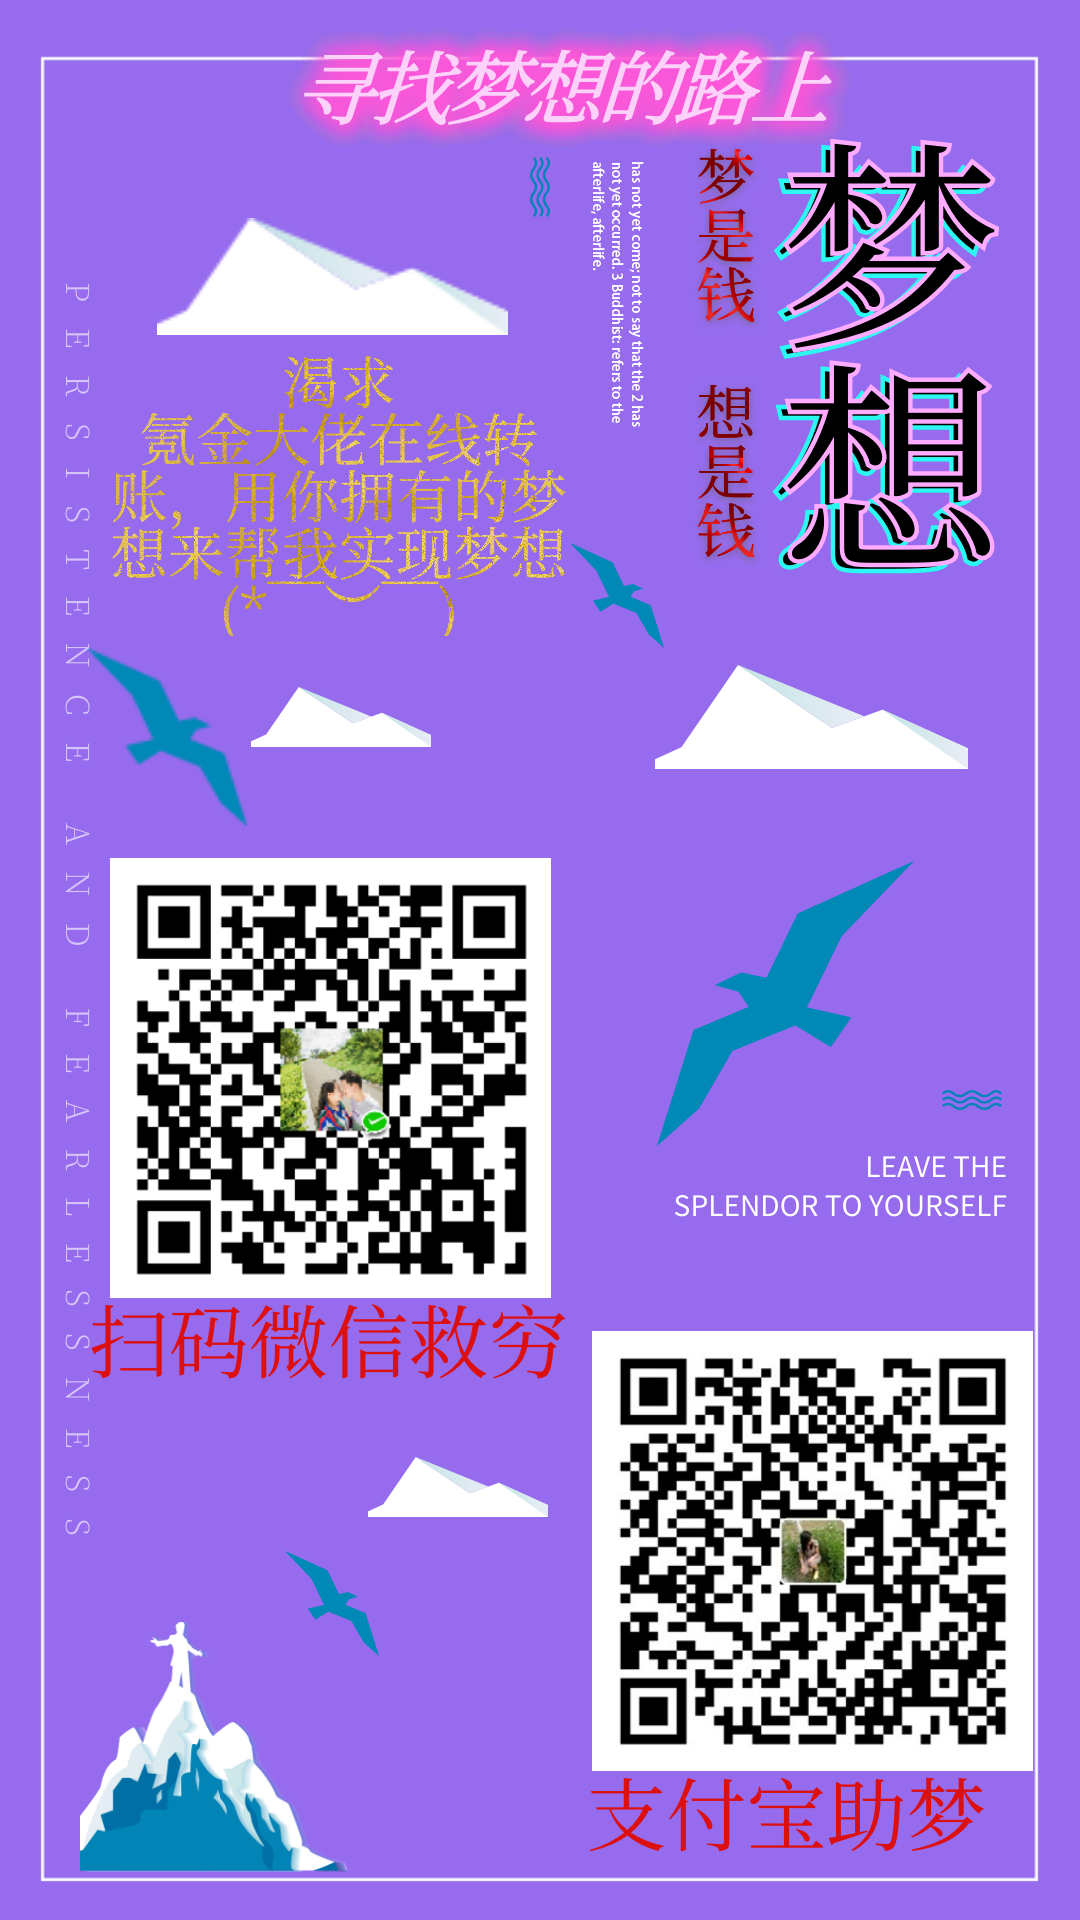 寻找梦想的路上
梦想
梦是钱 想是钱
has not yet come; not to say that the 2 has
not yet occurred. 3 Buddhist: refers to the
afterlife, afterlife.
PERSISTENCE AND FEARLESSNESS
渴求
氪金大佬在线转
账，用你拥有的梦
想来帮我实现梦想
(*￣︶￣)
LEAVE THE
SPLENDOR TO YOURSELF
扫码微信救穷
支付宝助梦